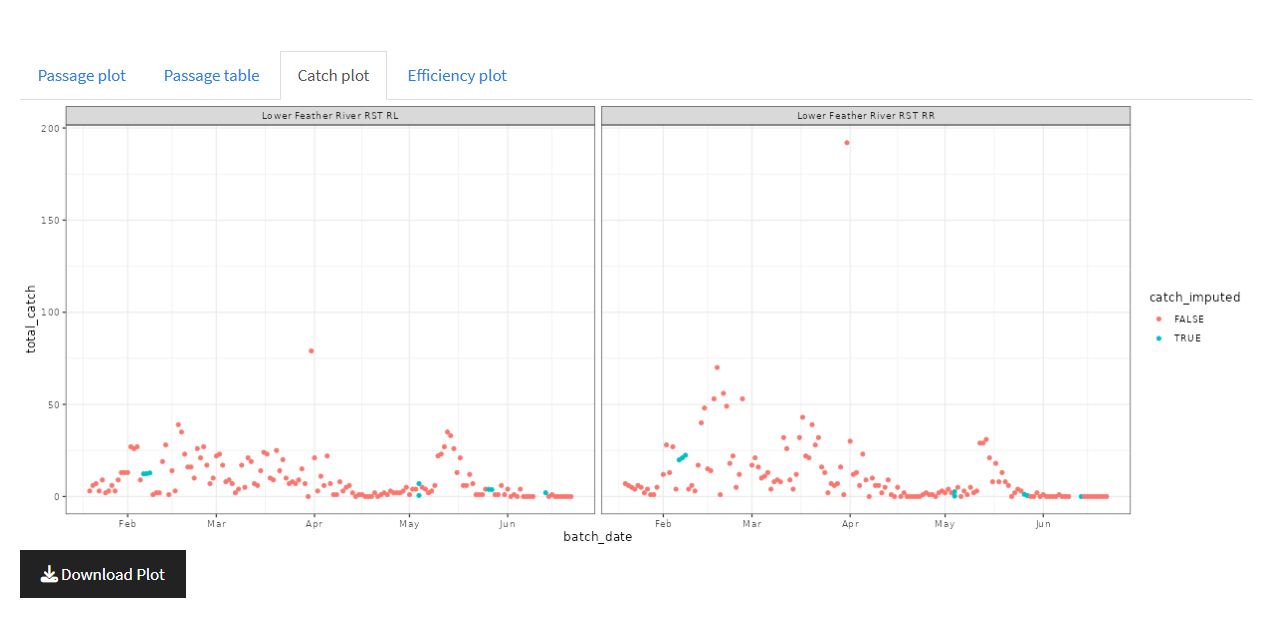 Passage plot Passage table Catch plot Efficiency plot
Lower Feather River RST RL Lower Feather River RST RR
200
150
100
50
0
total_catch
Feb Mar Apr May Jun Feb Mar Apr May Jun
batch_date
catch_imputed
FALSE
TRUE
Download Plot